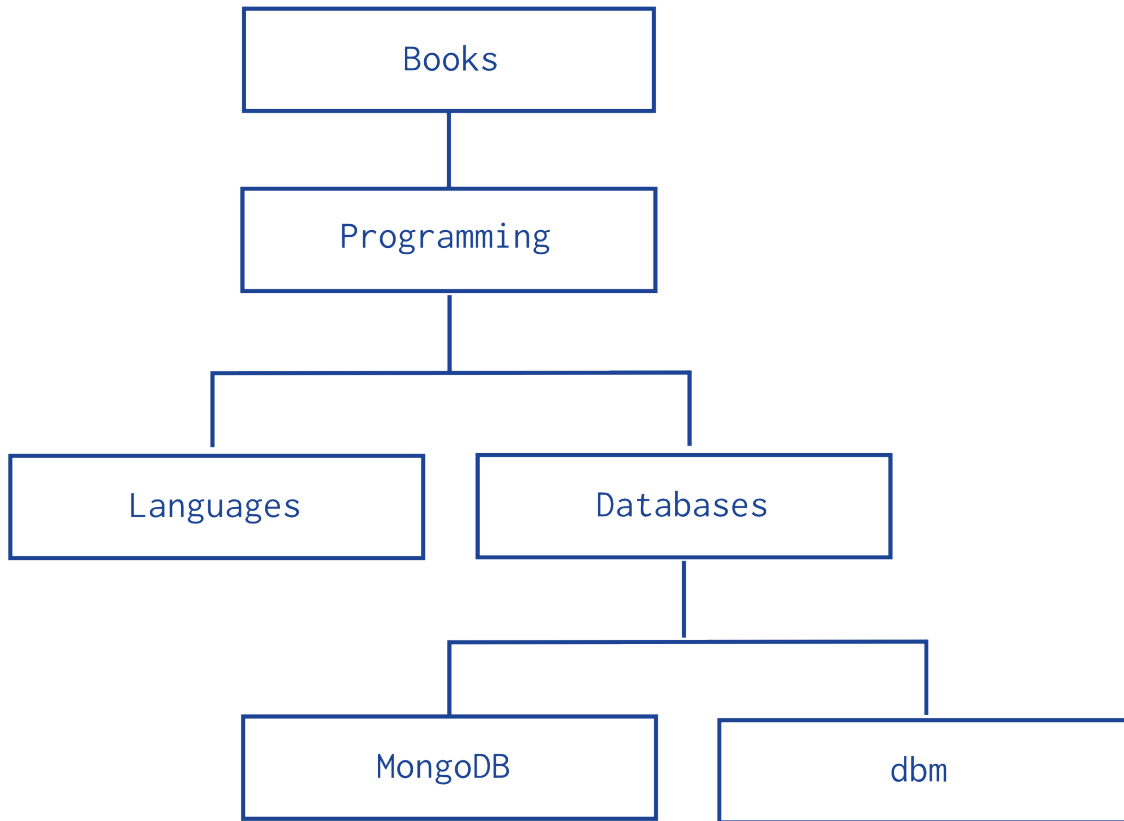 Books
Programming
Languages
Databases
MongoDB
dbm